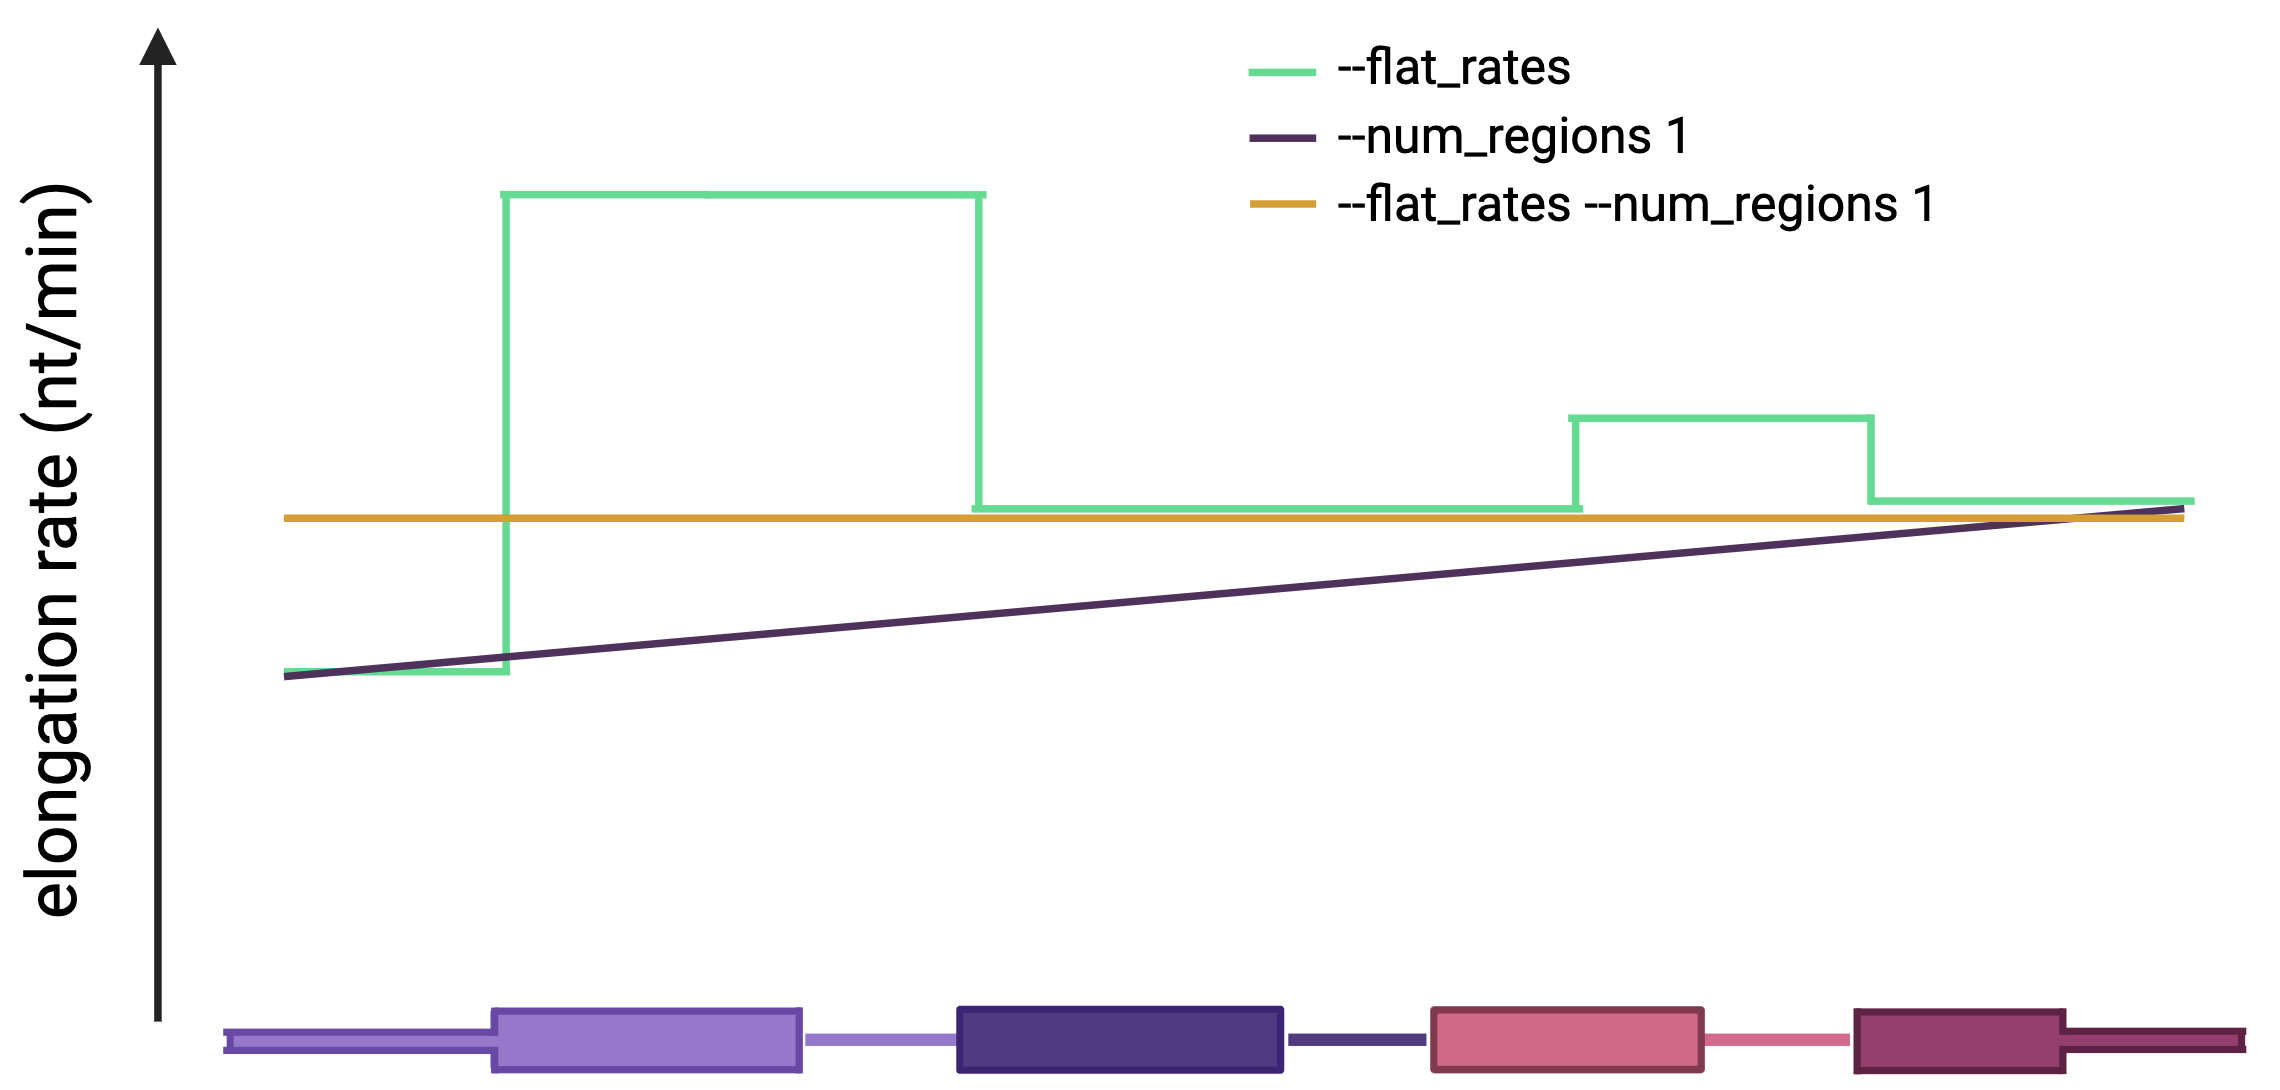 elongation rate (nt/min)
--flat_rates
--num_regions 1
--flat_rates --num_regions 1